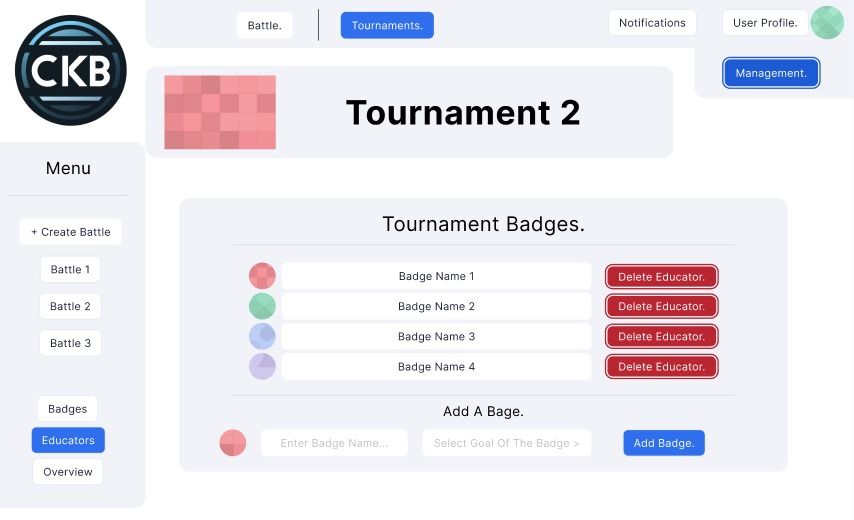 CKB
Battle.
Tournaments.
Notifications
User Profile.
Management.
Tournament 2
Menu
+ Create Battle
Battle 1
Battle 2
Battle 3
Badges
Educators
Overview
Tournament Badges.
Badge Name 1 Delete Educator.
Badge Name 2 Delete Educator.
Badge Name 3 Delete Educator.
Badge Name 4 Delete Educator.
Add A Bage.
Enter Badge Name... Select Goal Of The Badge > Add Badge.